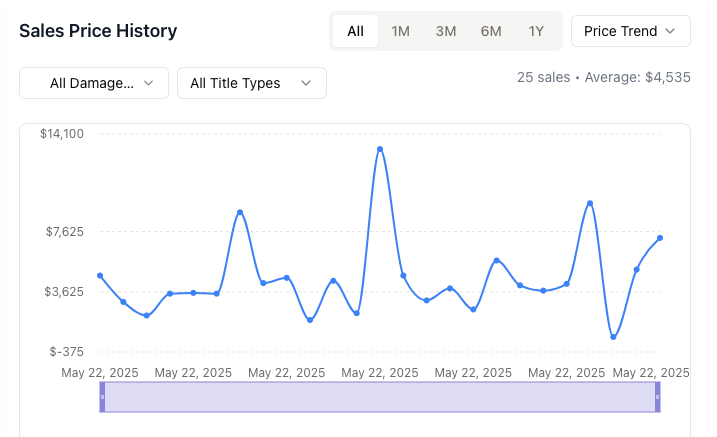 Sales Price History
All 1M 3M 6M 1Y
Price Trend
All Damage...
All Title Types
25 sales • Average: $4,535
$14,100
$7,625
$3,625
$-375
May 22, 2025 May 22, 2025 May 22, 2025 May 22, 2025 May 22, 2025 May 22, 2025 May 22, 2025